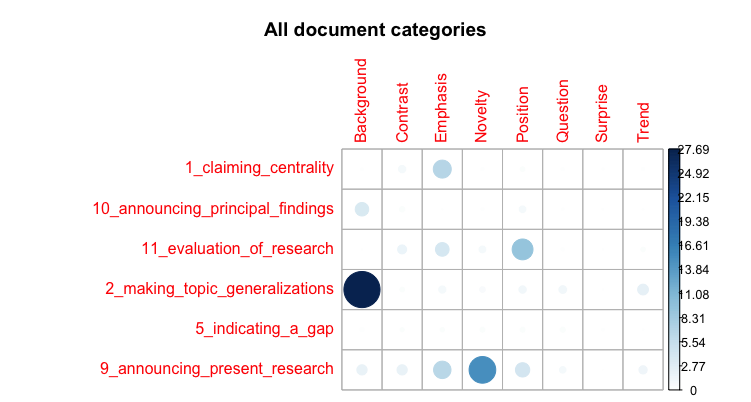 All document categories
Background
Contrast
Emphasis
Novelty
Position
Question
Surprise
Trend
1_claiming_centrality
10_announcing_principal_findings
11_evaluation_of_research
2_making_topic_generalizations
5_indicating_a_gap
9_announcing_present_research
27.69
24.92
22.15
19.38
16.61
13.84
11.08
8.31
5.54
2.77
0